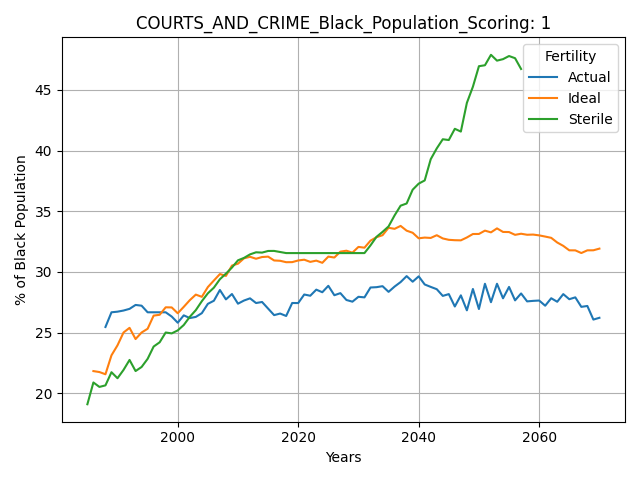 COURTS_AND_CRIME_Black_Population_Scoring: 1
Fertility
Actual
Ideal
Sterile
% of Black Population
45
40
35
30
25
20
2000
2020
2040
2060
Years